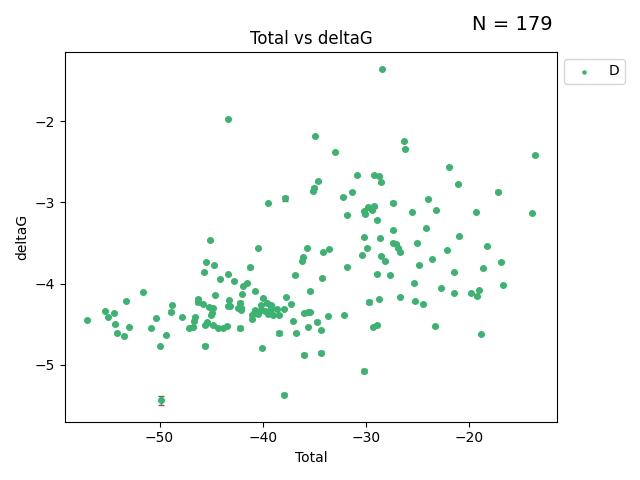 N = 179
Total vs deltaG
D
deltaG
−2
−3
−4
−5
−50 −40 −30 −20
Total